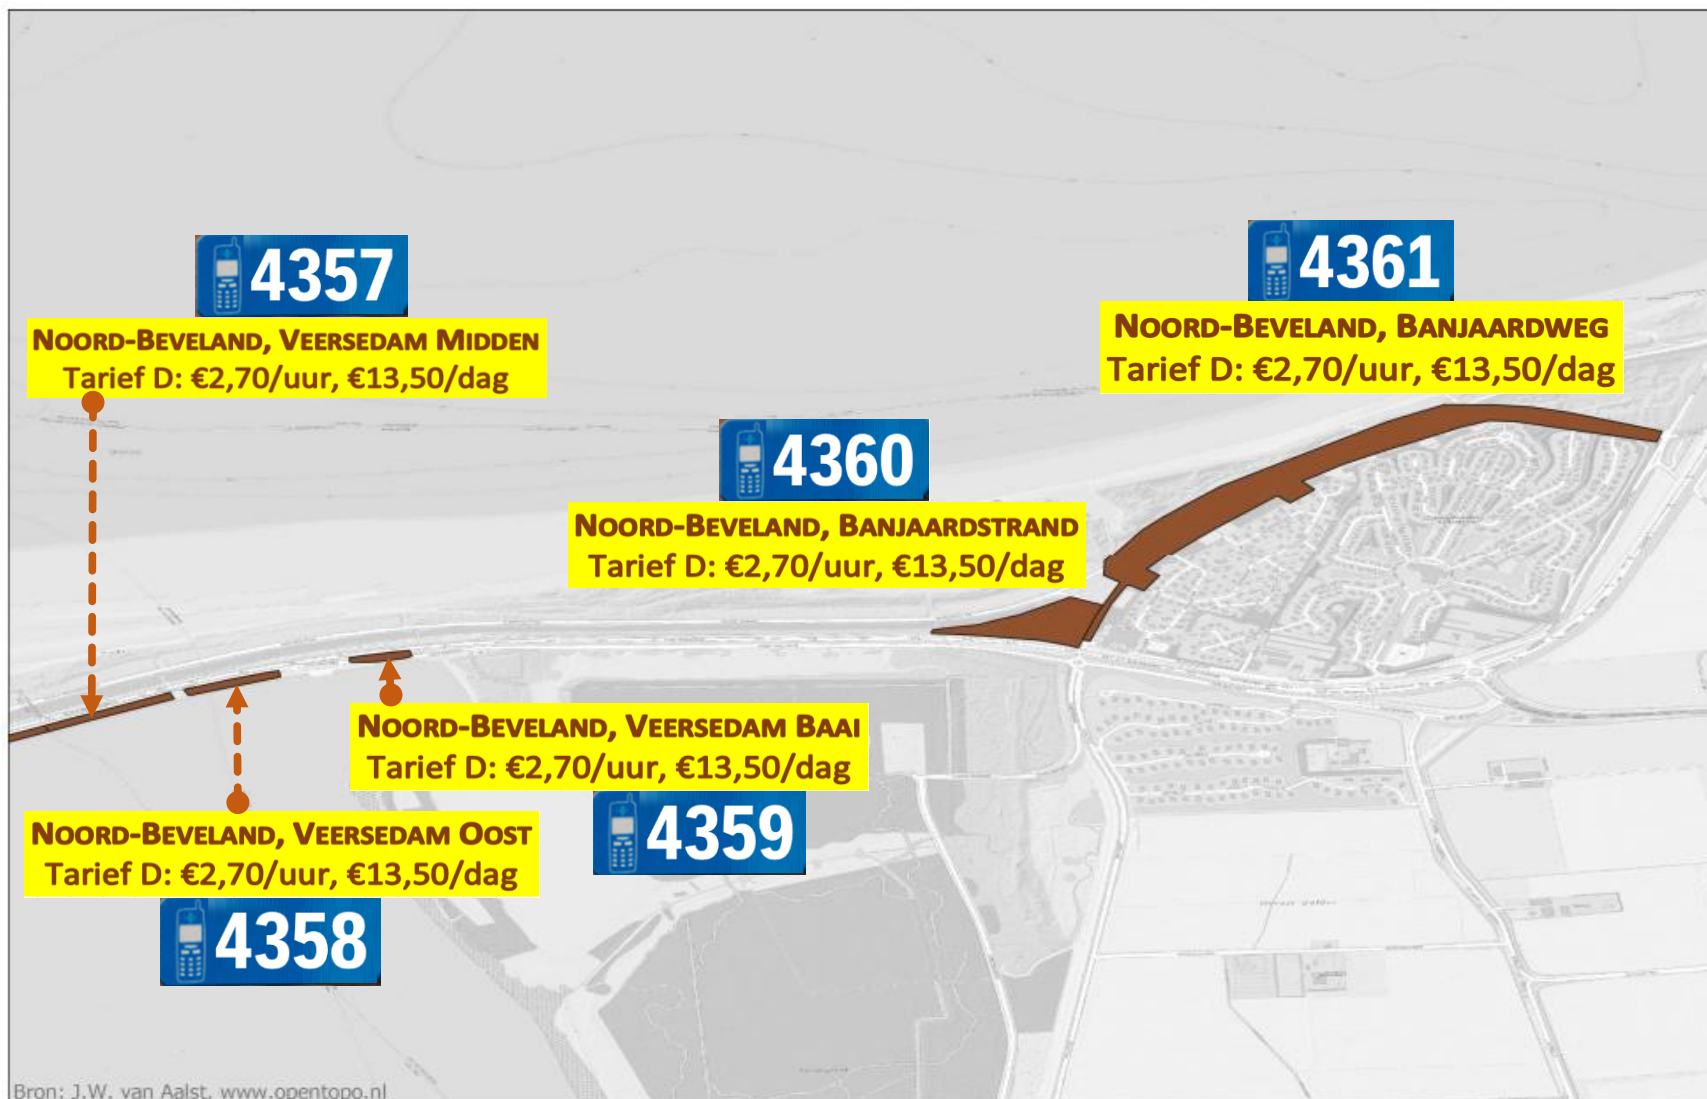 4357
NOORD-BEVELAND, VEERSEDAM MIDDEN
Tarief D: €2,70/uur, €13,50/dag
4361
NOORD-BEVELAND, BANJAARDWEG
Tarief D: €2,70/uur, €13,50/dag
4360
NOORD-BEVELAND, BANJAARDSTRAND
Tarief D: €2,70/uur, €13,50/dag
NOORD-BEVELAND, VEERSEDAM BAAI
Tarief D: €2,70/uur, €13,50/dag
4359
NOORD-BEVELAND, VEERSEDAM OOST
Tarief D: €2,70/uur, €13,50/dag
4358
Bron: J.W. van Aalst, www.opentopo.nl